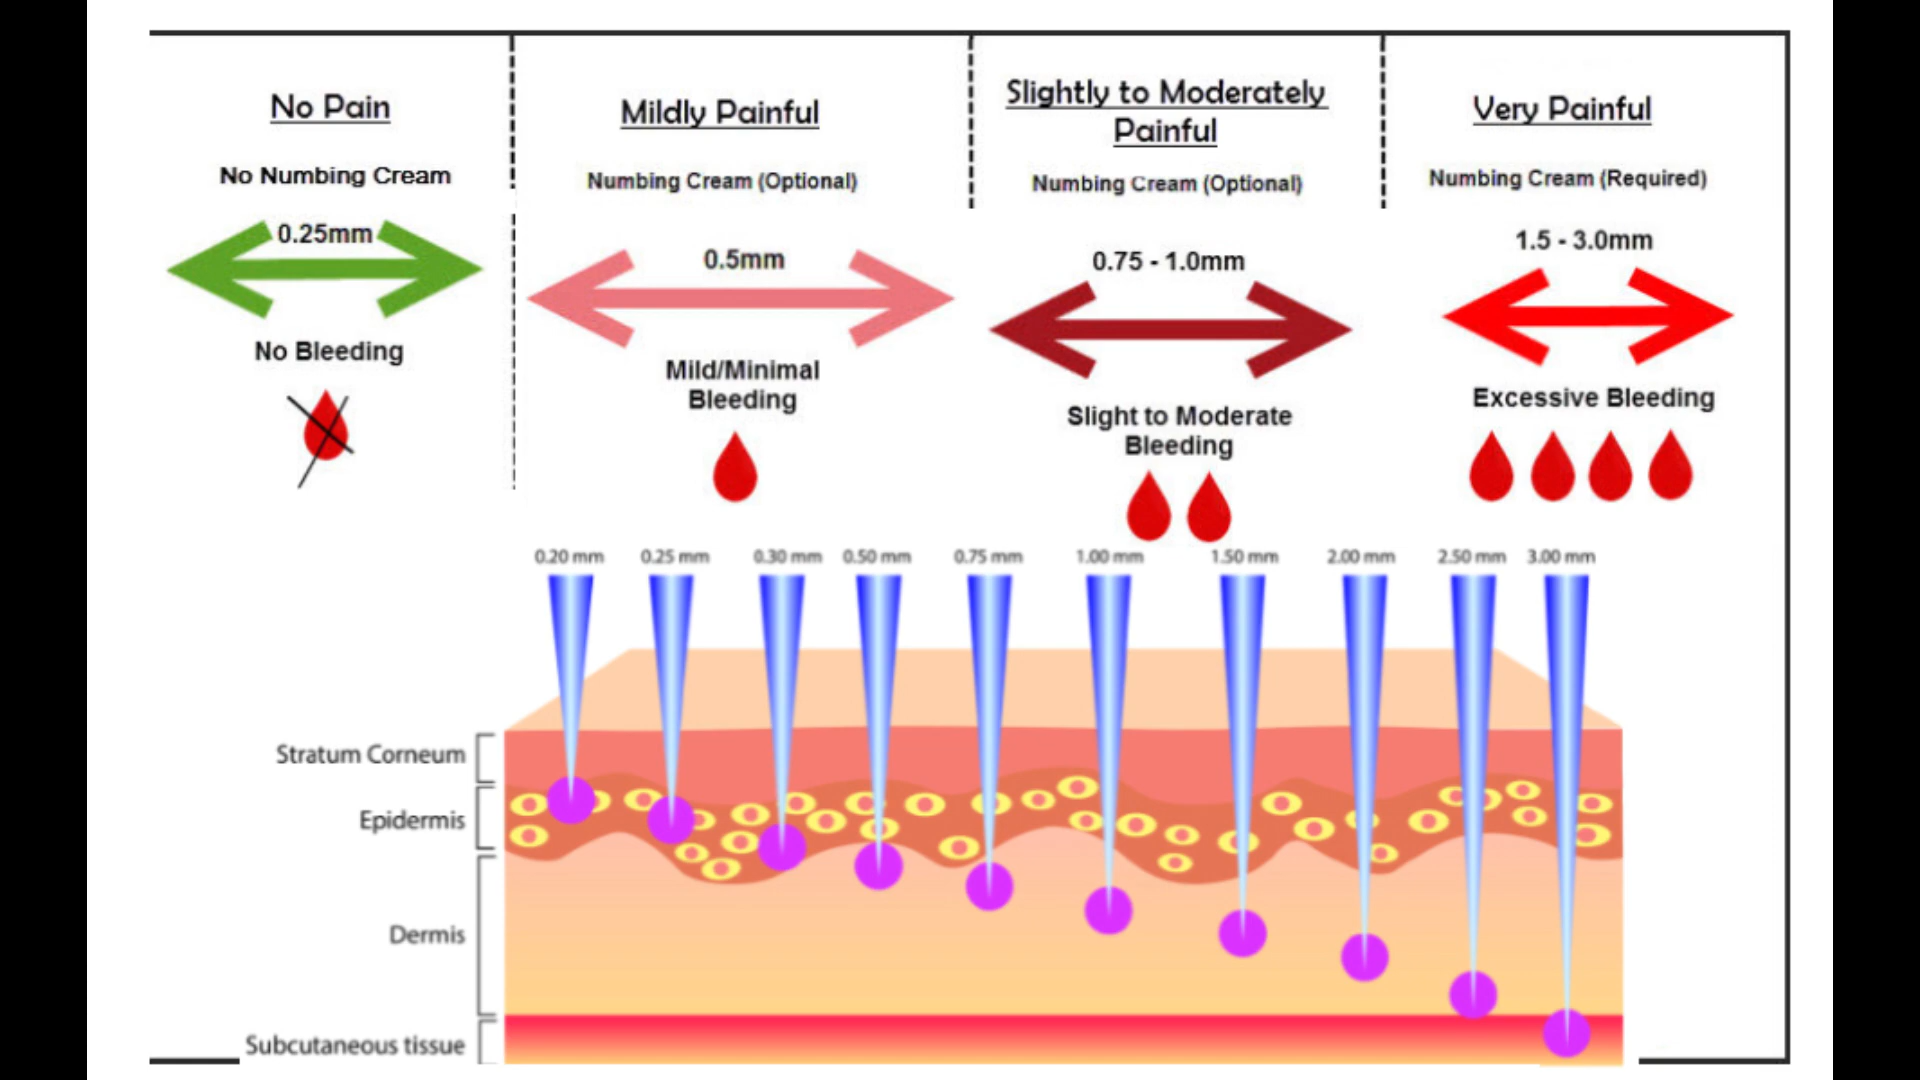 No Pain
No Numbing Cream
0.25mm
No Bleeding
Mildly Painful
Numbing Cream (Optional)
0.5mm
Mild/Minimal
Bleeding
Slightly to Moderately
Painful
Numbing Cream (Optional)
0.75 - 1.0mm
Slight to Moderate
Bleeding
Very Painful
Numbing Cream (Required)
1.5 - 3.0mm
Excessive Bleeding
0.20 mm 0.25 mm 0.30 mm 0.50 mm 0.75 mm 1.00 mm 1.50 mm 2.00 mm 2.50 mm 3.00 mm
Stratum Corneum
Epidermis
Dermis
Subcutaneous tissue